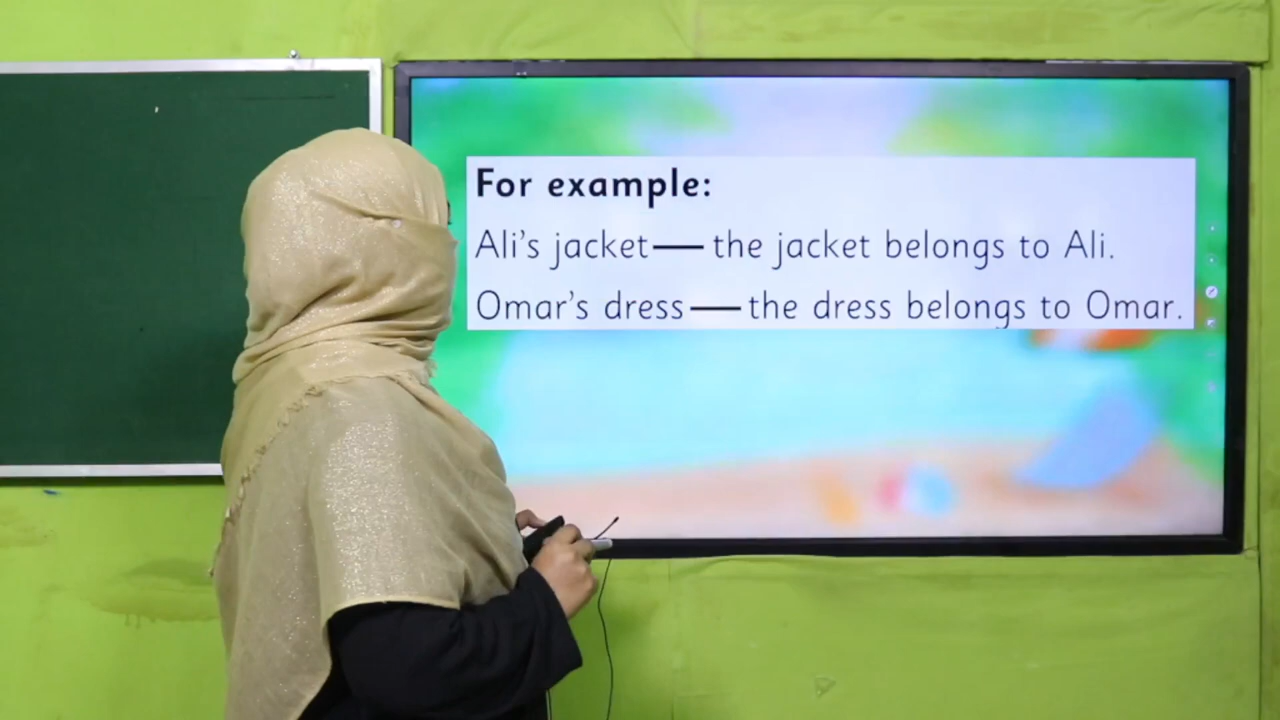 For example:
Ali’s jacket — the jacket belongs to Ali.
Omar’s dress — the dress belongs to Omar.